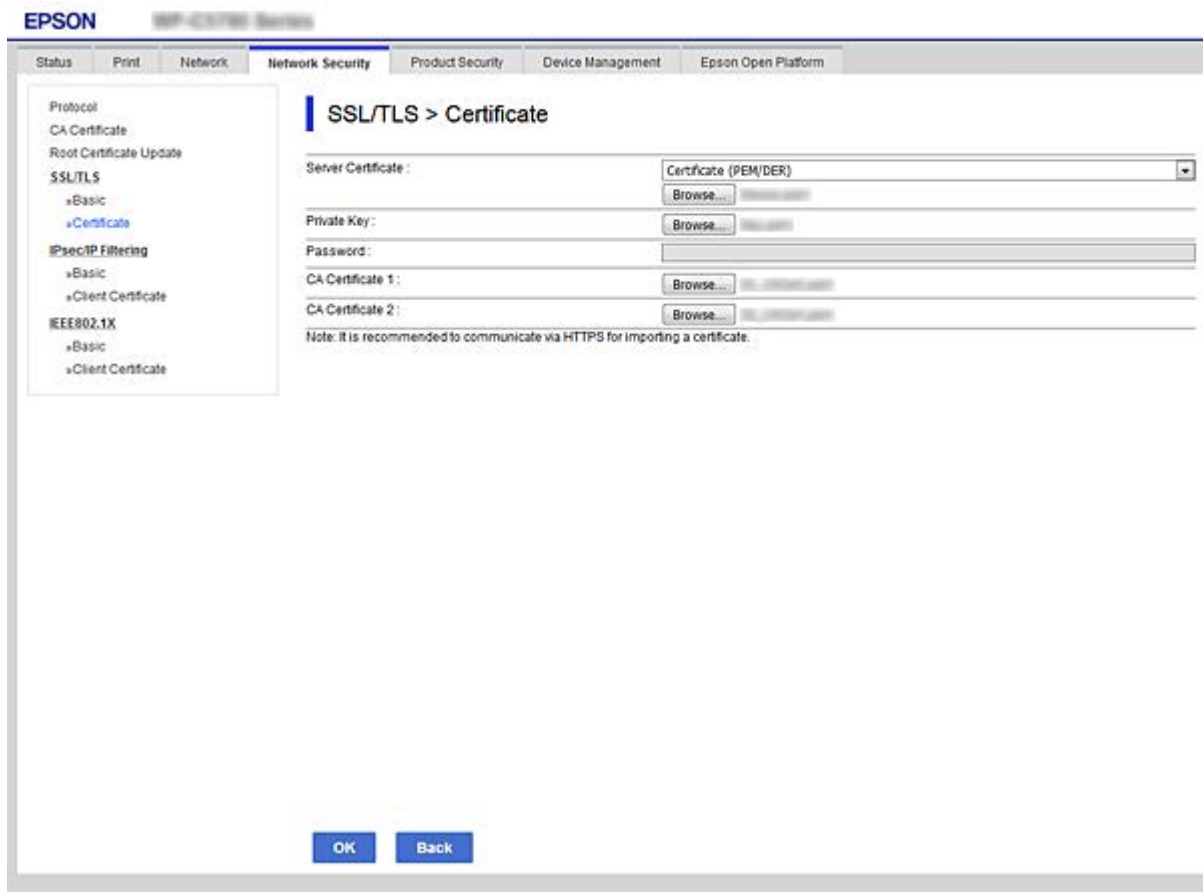 EPSON
Status Print Network Network Security Product Security Device Management Epson Open Platform
Protocol
CA Certificate
Root Certificate Update
SSL/TLS
»Basic
»Certificate
IPsec/IP Filtering
»Basic
»Client Certificate
IEEE802.1X
»Basic
»Client Certificate
SSL/TLS > Certificate
Server Certificate : Certificate (PEM/DER)
Browse...
Private Key : Browse...
Password :
CA Certificate 1 : Browse...
CA Certificate 2 : Browse...
Note: It is recommended to communicate via HTTPS for importing a certificate.
OK Back